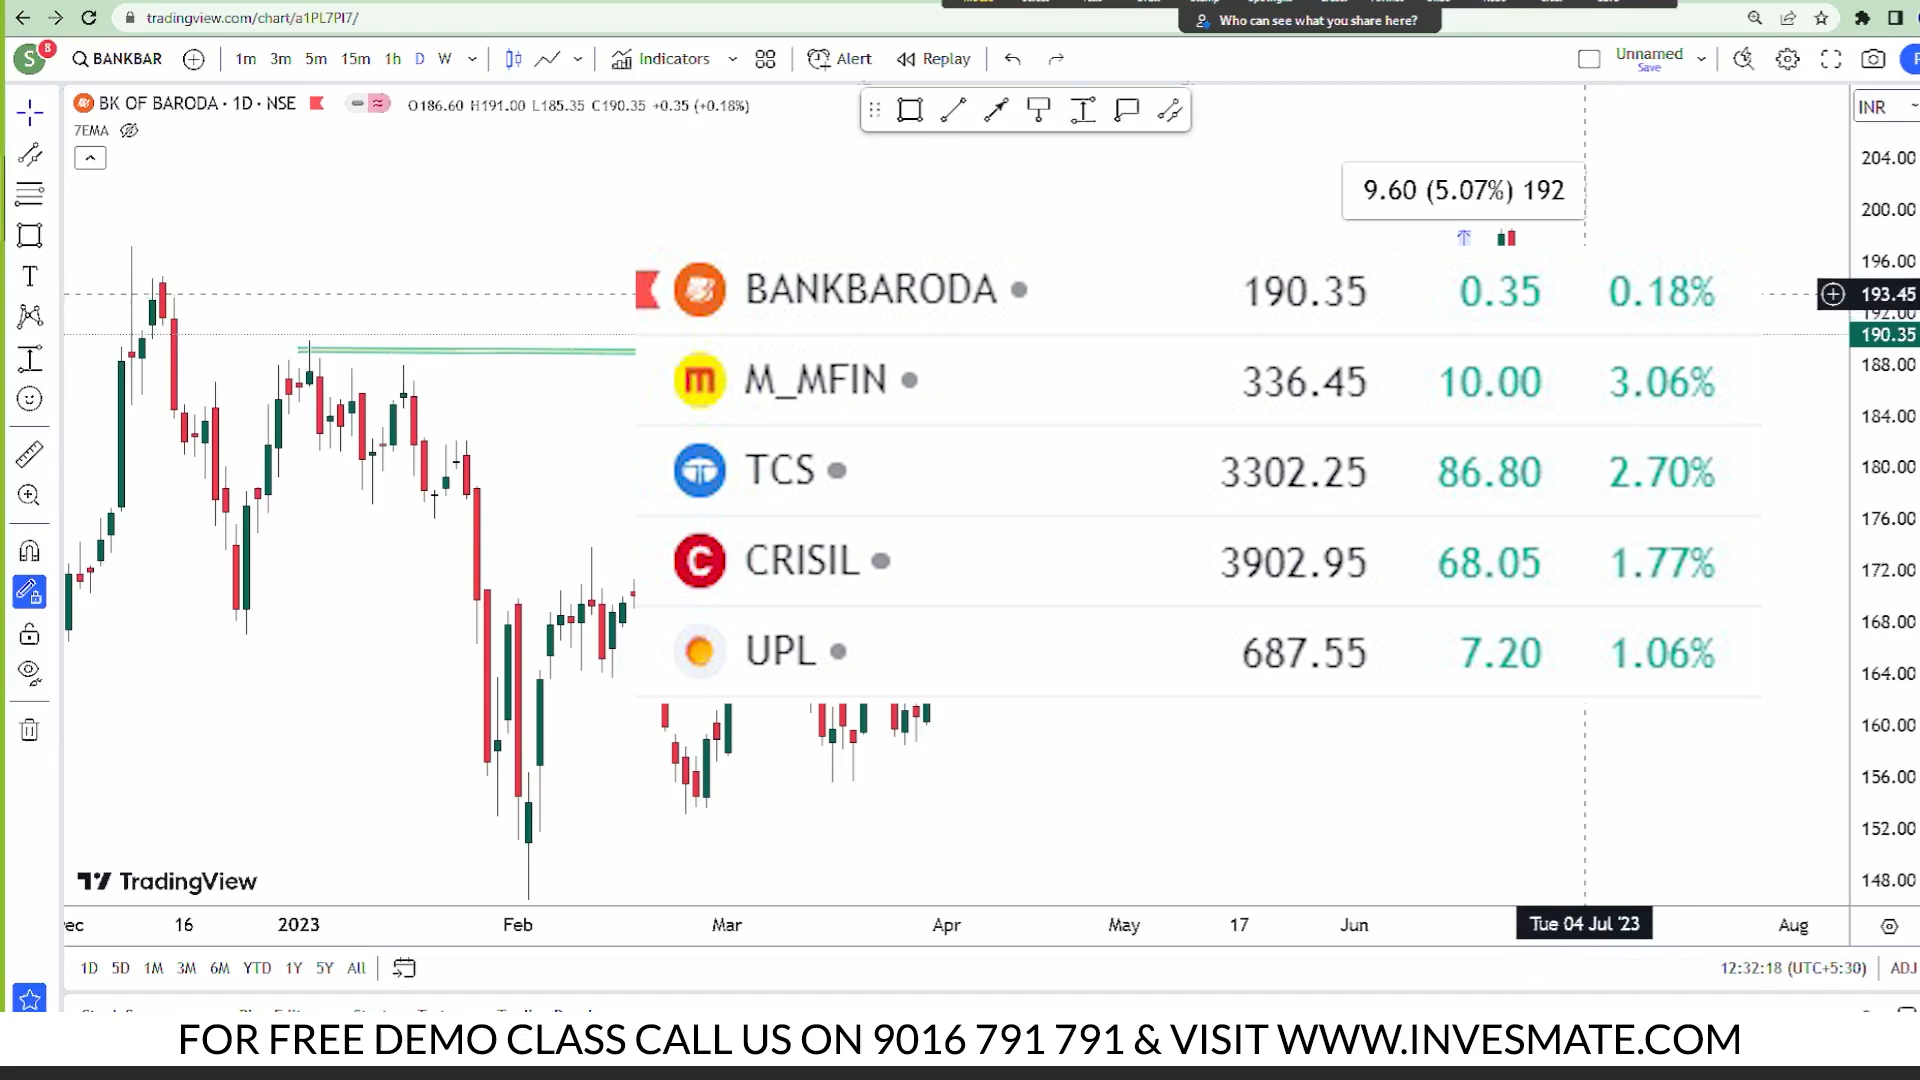 tradingview.com/chart/a1PL7PI7/
Who can see what you share here?
S
8
BANKBAR
1m 3m 5m 15m 1h D W
Indicators
Alert
Replay
Unnamed
Save
BK OF BARODA · 1D · NSE
O186.60 H191.00 L185.35 C190.35 +0.35 (+0.18%)
INR
7EMA
9.60 (5.07%) 192
204.00
200.00
196.00
193.45
192.00
190.35
188.00
184.00
180.00
176.00
172.00
168.00
164.00
160.00
156.00
152.00
148.00
BANKBARODA 190.35 0.35 0.18%
M_MFIN 336.45 10.00 3.06%
TCS 3302.25 86.80 2.70%
CRISIL 3902.95 68.05 1.77%
UPL 687.55 7.20 1.06%
TradingView
ec 16 2023 Feb Mar Apr May 17 Jun Tue 04 Jul '23 Aug
1D 5D 1M 3M 6M YTD 1Y 5Y All
12:32:18 (UTC+5:30) ADJ
FOR FREE DEMO CLASS CALL US ON 9016 791 791 & VISIT WWW.INVESMATE.COM